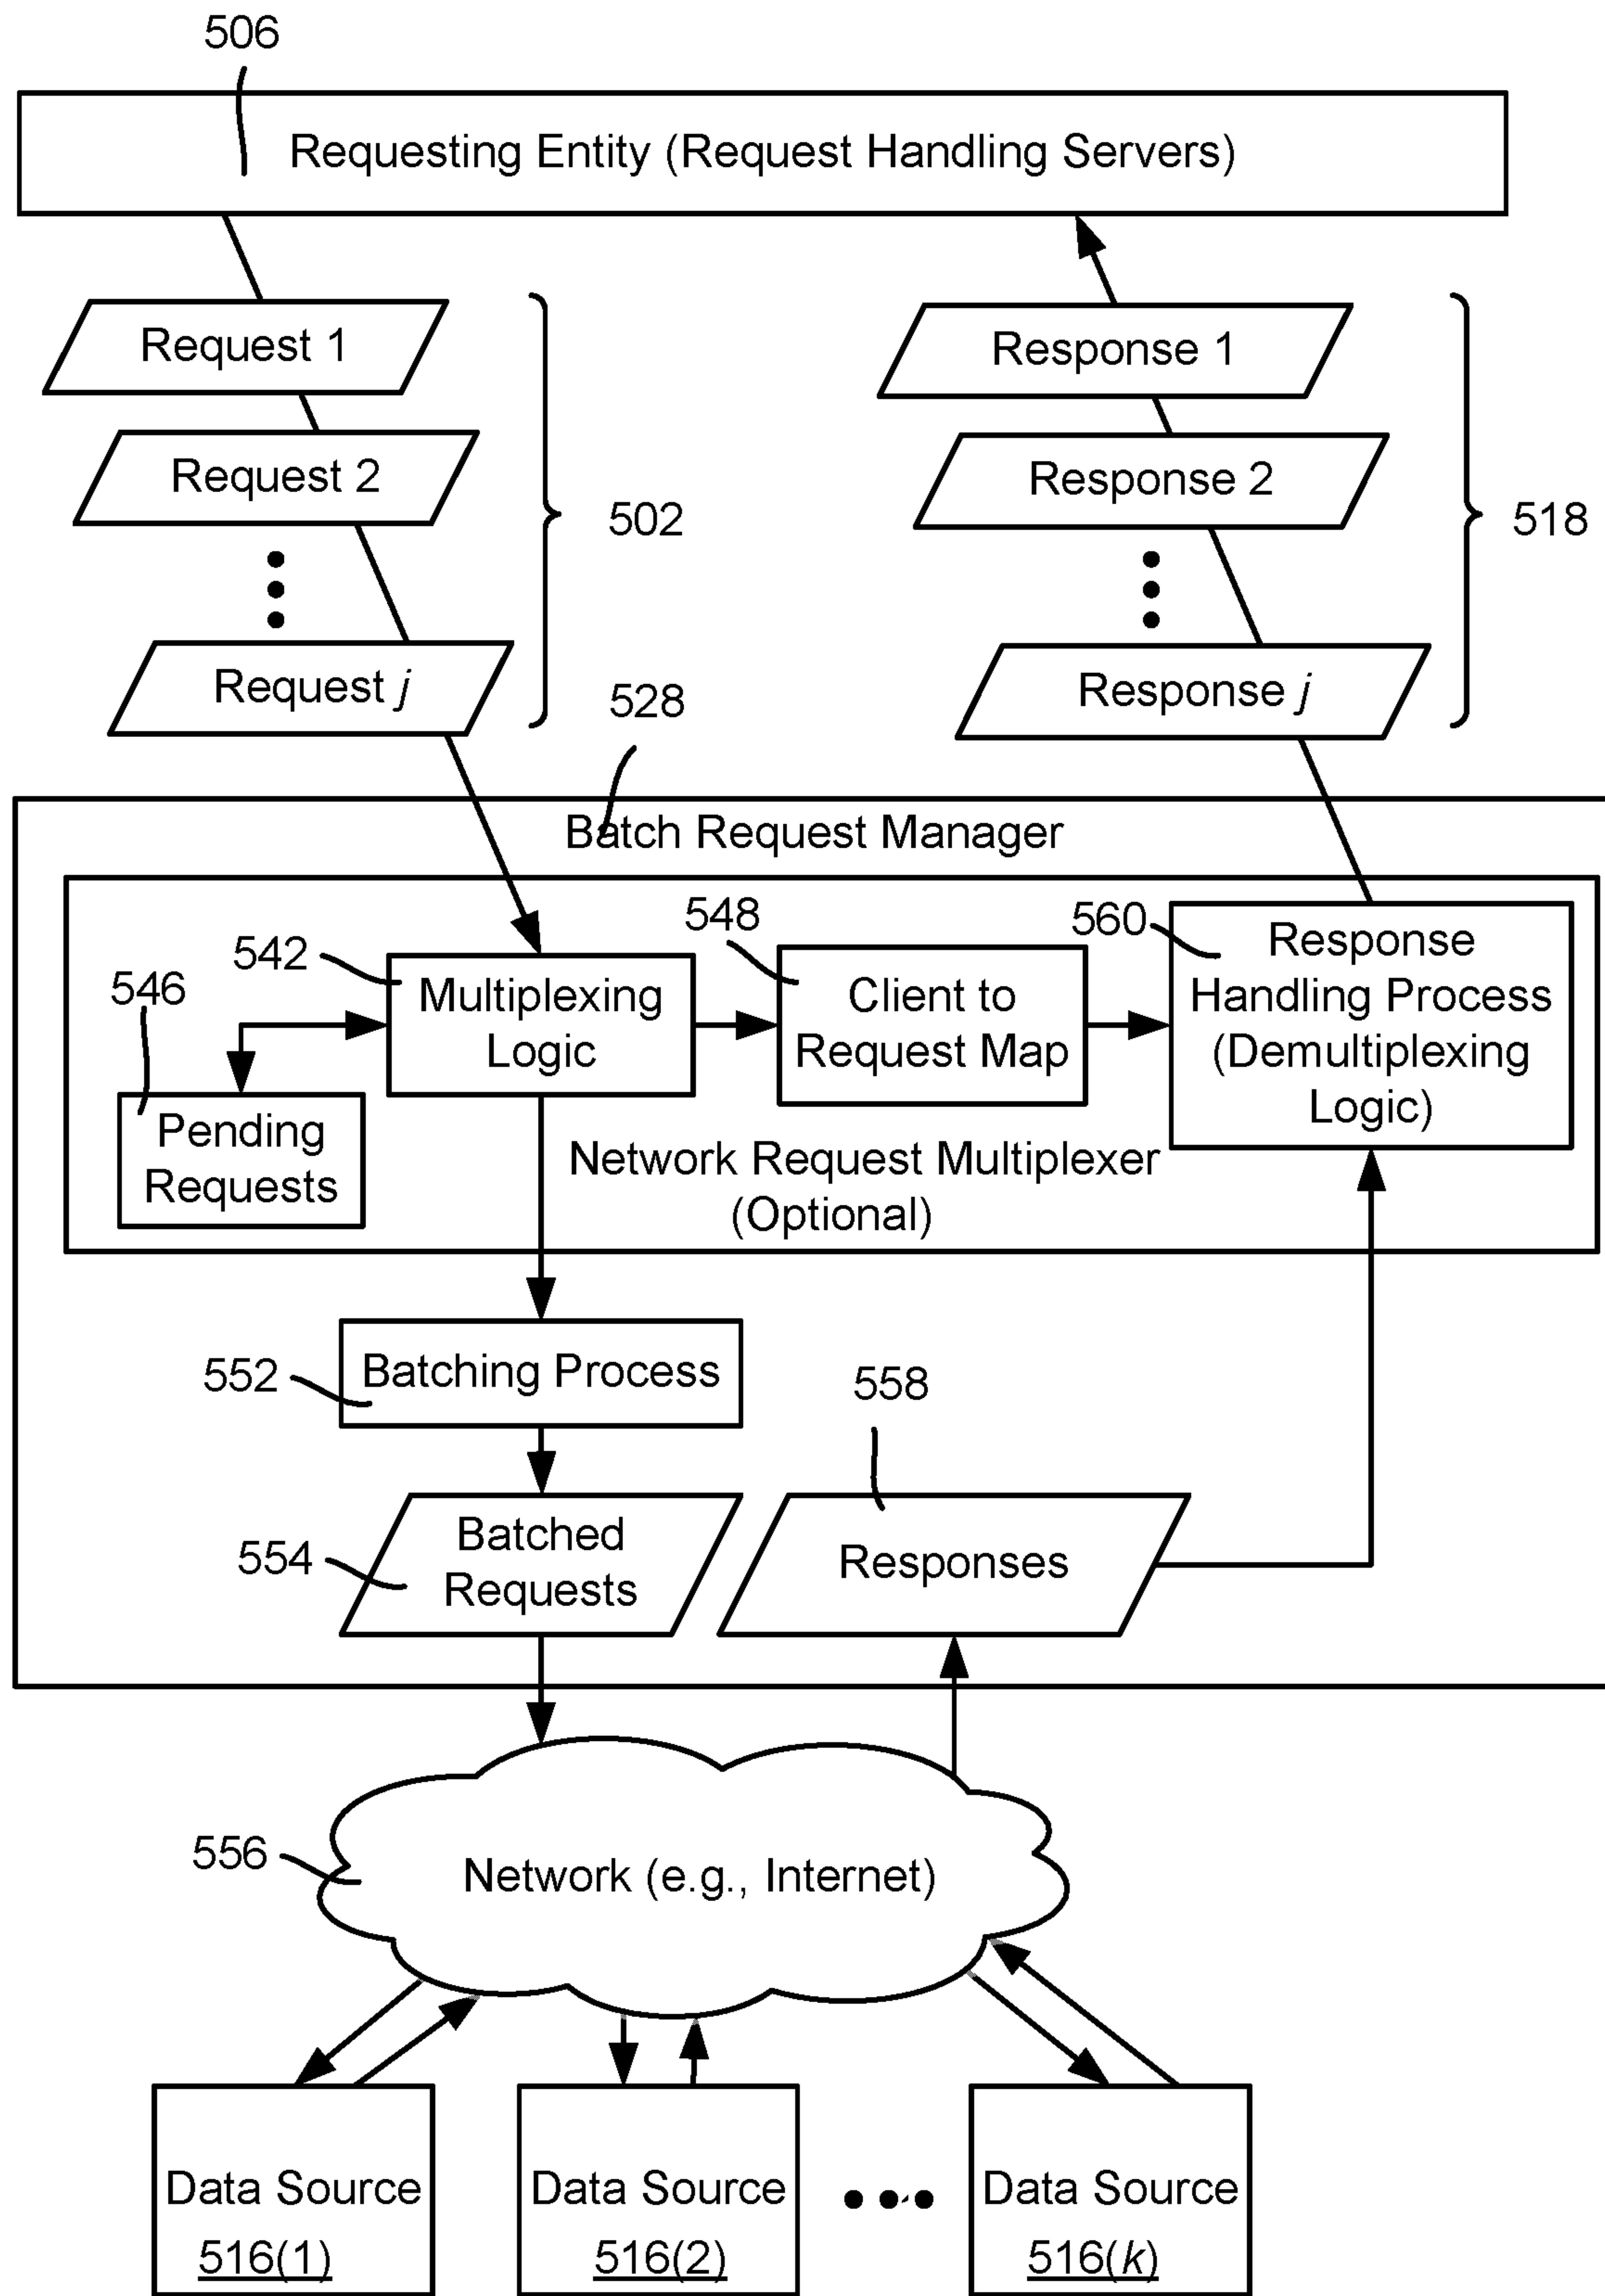 506
Requesting Entity (Request Handling Servers)
Request 1
Response 1
Request 2
Response 2
502
518
Request j
Response j
528
Batch Request Manager
548
560
542
546
Multiplexing
Logic
Client to
Request Map
Response
Handling Process
(Demultiplexing
Logic)
Pending
Requests
Network Request Multiplexer
(Optional)
552
Batching Process
558
554
Batched
Requests
Responses
556
Network (e.g., Internet)
Data Source
516(1)
Data Source
516(2)
Data Source
516(k)